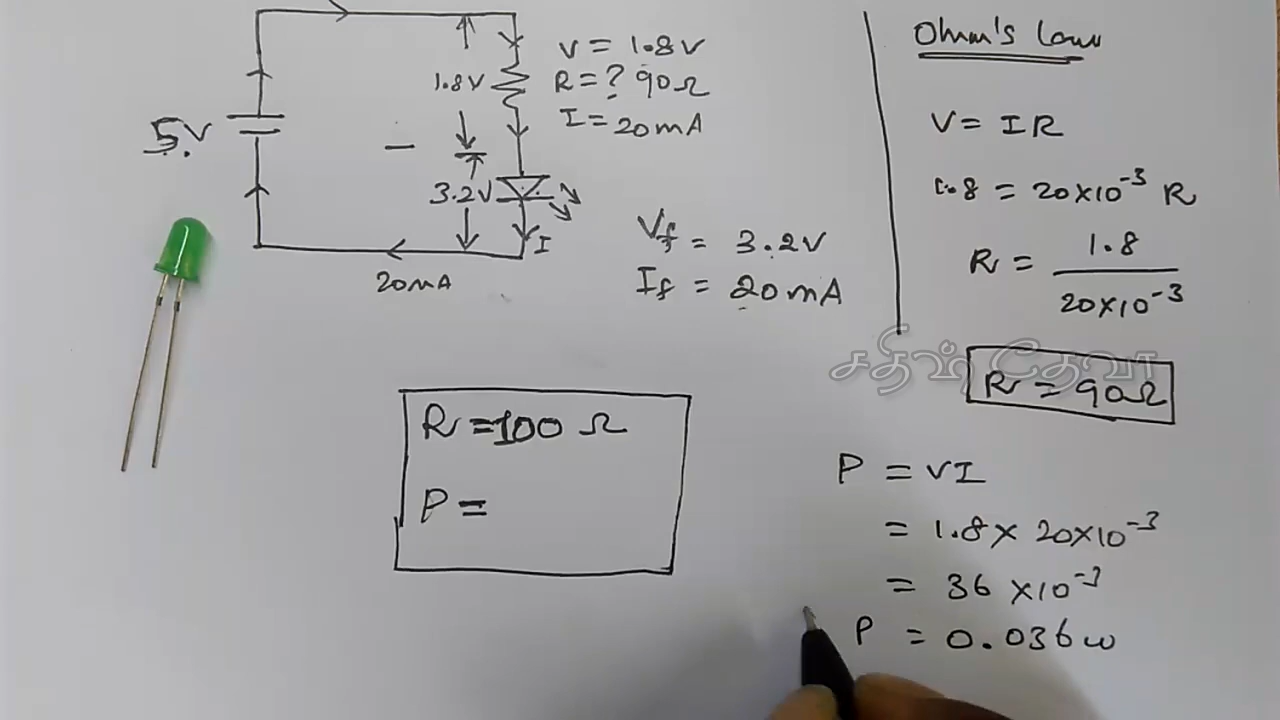 5V
1.8V
3.2V
I
20mA
V = 1.8V
R = ? 90Ω
I = 20mA
Vf = 3.2V
If = 20mA
Ohm's Law
V = IR
1.8 = 20×10⁻³ R
R = 1.8
20×10⁻³
R = 90Ω
சதிஷ் தேவா
R = 100 Ω
P =
P = VI
= 1.8 × 20×10⁻³
= 36 ×10⁻³
P = 0.036w